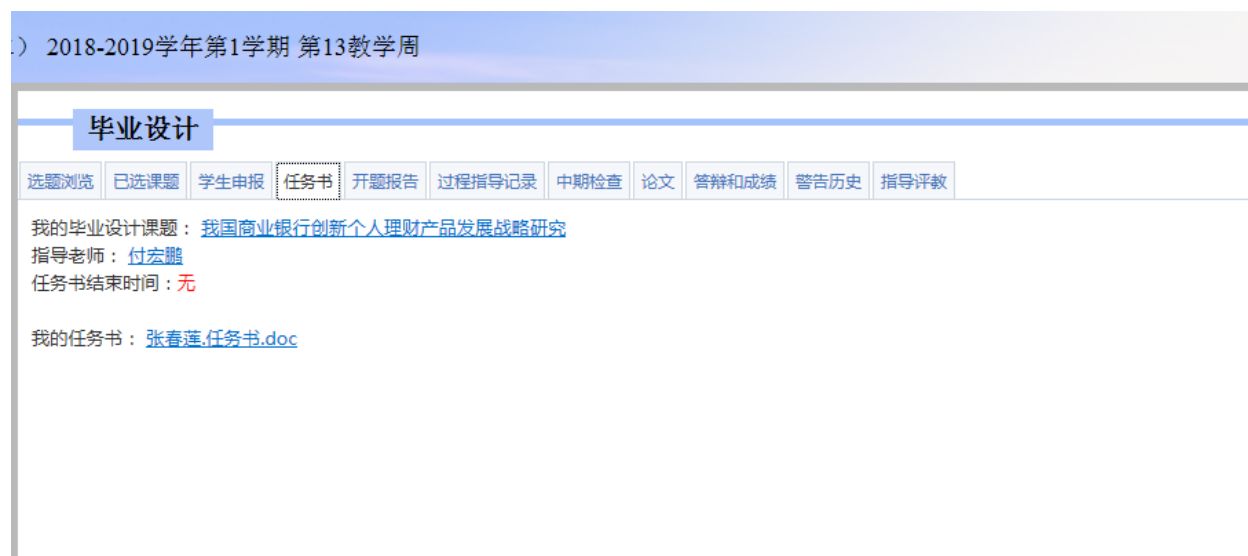 ） 2018-2019学年第1学期 第13教学周
毕业设计
选题浏览 已选课题 学生申报 任务书 开题报告 过程指导记录 中期检查 论文 答辩和成绩 警告历史 指导评教
我的毕业设计课题： 我国商业银行创新个人理财产品发展战略研究
指导老师： 付宏鹏
任务书结束时间：无
我的任务书： 张春莲.任务书.doc